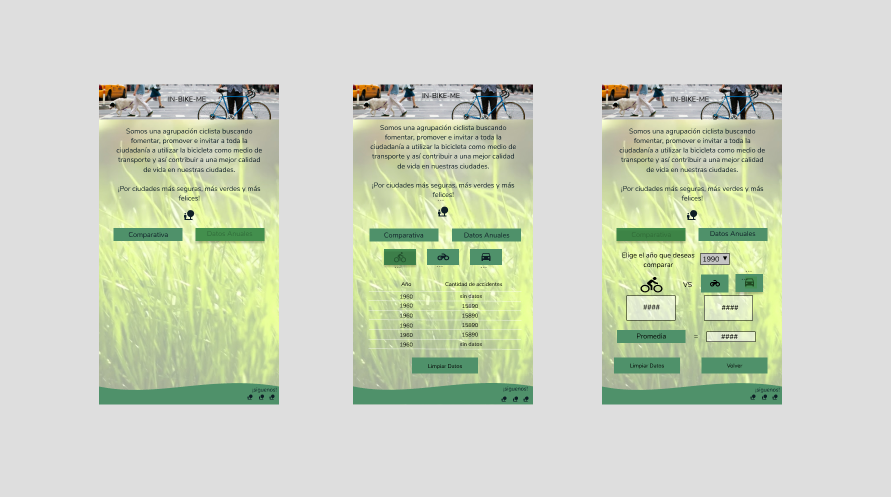 IN-BIKE-ME
Somos una agrupación ciclista buscando
fomentar, promover e invitar a toda la
ciudadanía a utilizar la bicicleta como medio de
transporte y así contribuir a una mejor calidad
de vida en nuestras ciudades.
¡Por ciudades más seguras, más verdes y más
felices!
Comparativa
Datos Anuales
¡síguenos!
IN-BIKE-ME
Somos una agrupación ciclista buscando
fomentar, promover e invitar a toda la
ciudadanía a utilizar la bicicleta como medio de
transporte y así contribuir a una mejor calidad
de vida en nuestras ciudades.
¡Por ciudades más seguras, más verdes y más
felices!
Comparativa
Datos Anuales
Año Cantidad de accidentes
1960 sin datos
1960 15890
1960 15890
1960 15890
1960 15890
1960 sin datos
Limpiar Datos
¡síguenos!
IN-BIKE-ME
Somos una agrupación ciclista buscando
fomentar, promover e invitar a toda la
ciudadanía a utilizar la bicicleta como medio de
transporte y así contribuir a una mejor calidad
de vida en nuestras ciudades.
¡Por ciudades más seguras, más verdes y más
felices!
Comparativa
Datos Anuales
Elige el año que deseas
comparar
1990
VS
####
####
Promedia = ####
Limpiar Datos
Volver
¡síguenos!